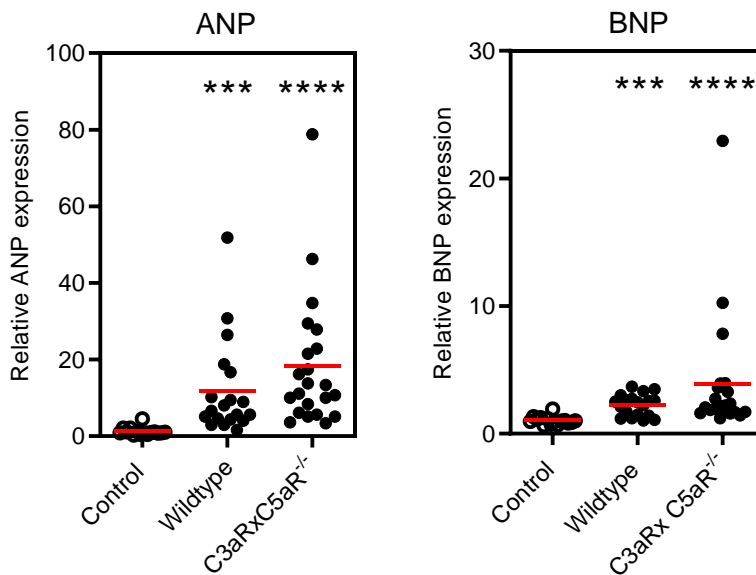 ANP
100
80
60
40
20
0
Relative ANP expression
*** ****
Control
Wildtype
C3aRxC5aR-/-
BNP
30
20
10
0
Relative BNP expression
*** ****
Control
Wildtype
C3aRx C5aR-/-